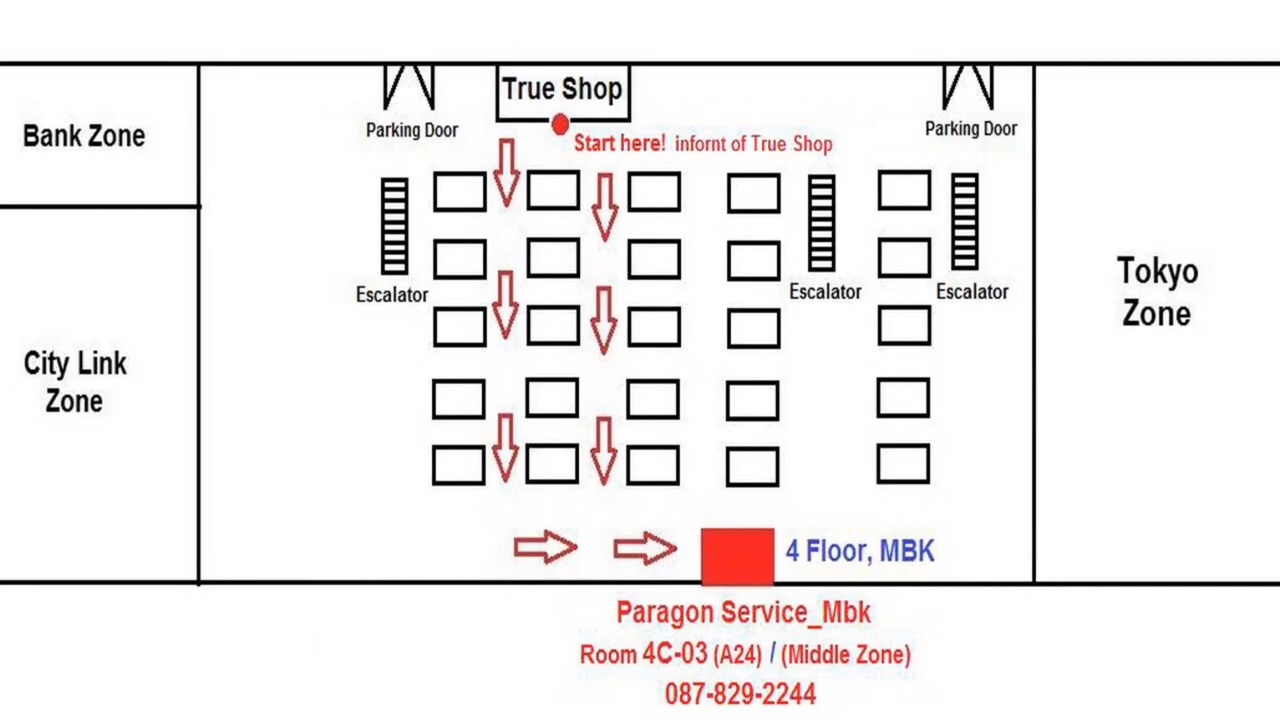 True Shop
Parking Door
Parking Door
Bank Zone
Start here! infornt of True Shop
Escalator
Escalator
Escalator
Tokyo
Zone
City Link
Zone
4 Floor, MBK
Paragon Service_Mbk
Room 4C-03 (A24) / (Middle Zone)
087-829-2244